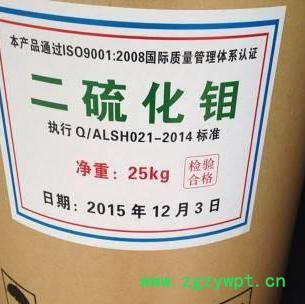 本产品通过ISO9001:2008国际质量管理体系认证
二硫化钼
执行Q/ALSH021-2014标准
净重：25kg
检验
合格
日期：2015年12月3日
www.zgzywpt.cn